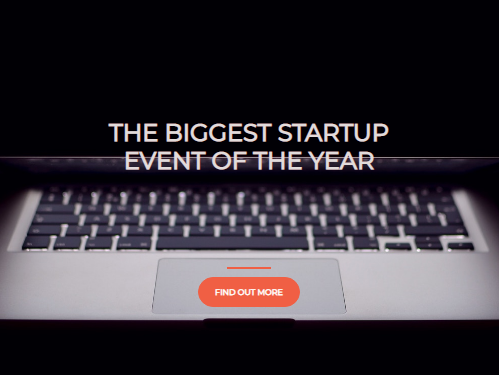 THE BIGGEST STARTUP
EVENT OF THE YEAR
FIND OUT MORE